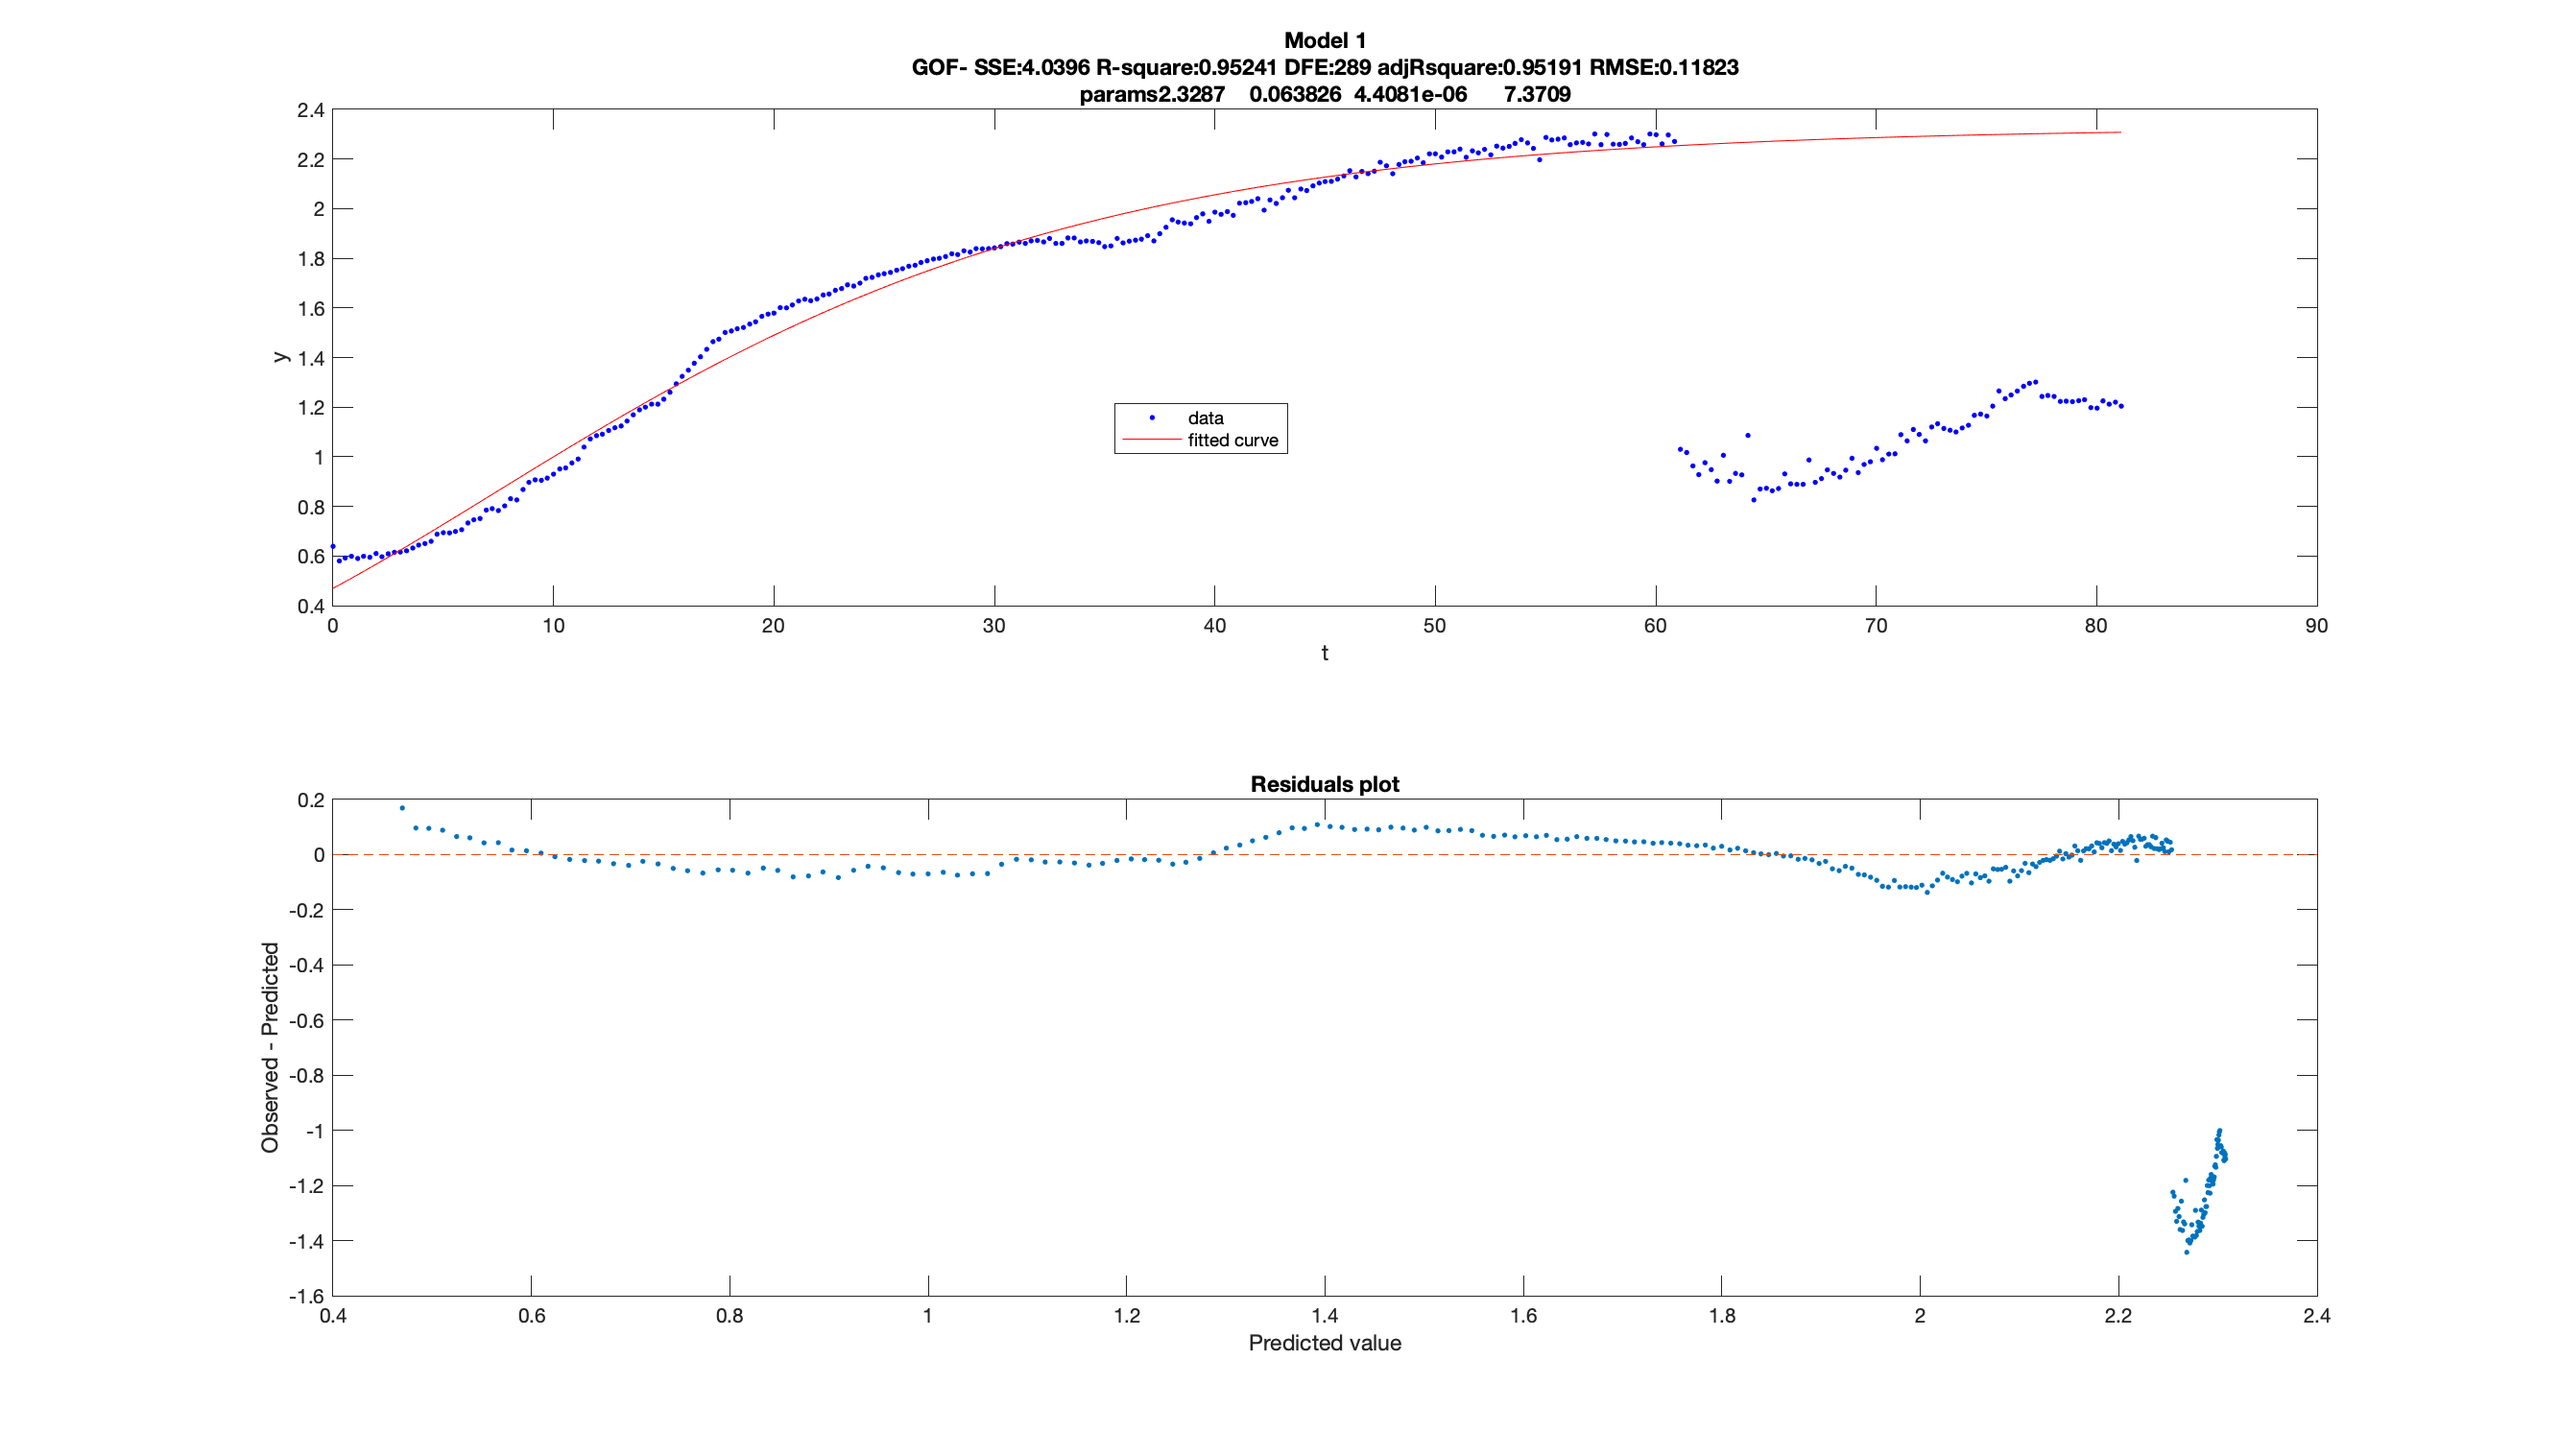 Model 1
GOF- SSE:4.0396 R-square:0.95241 DFE:289 adjRsquare:0.95191 RMSE:0.11823
params2.3287 0.063826 4.4081e-06 7.3709
2.4
2.2
2
1.8
1.6
1.4
1.2
1
0.8
0.6
0.4
y
data
fitted curve
0 10 20 30 40 50 60 70 80 90
t
Residuals plot
0.2
0
-0.2
-0.4
-0.6
-0.8
-1
-1.2
-1.4
-1.6
Observed - Predicted
0.4 0.6 0.8 1 1.2 1.4 1.6 1.8 2 2.2 2.4
Predicted value